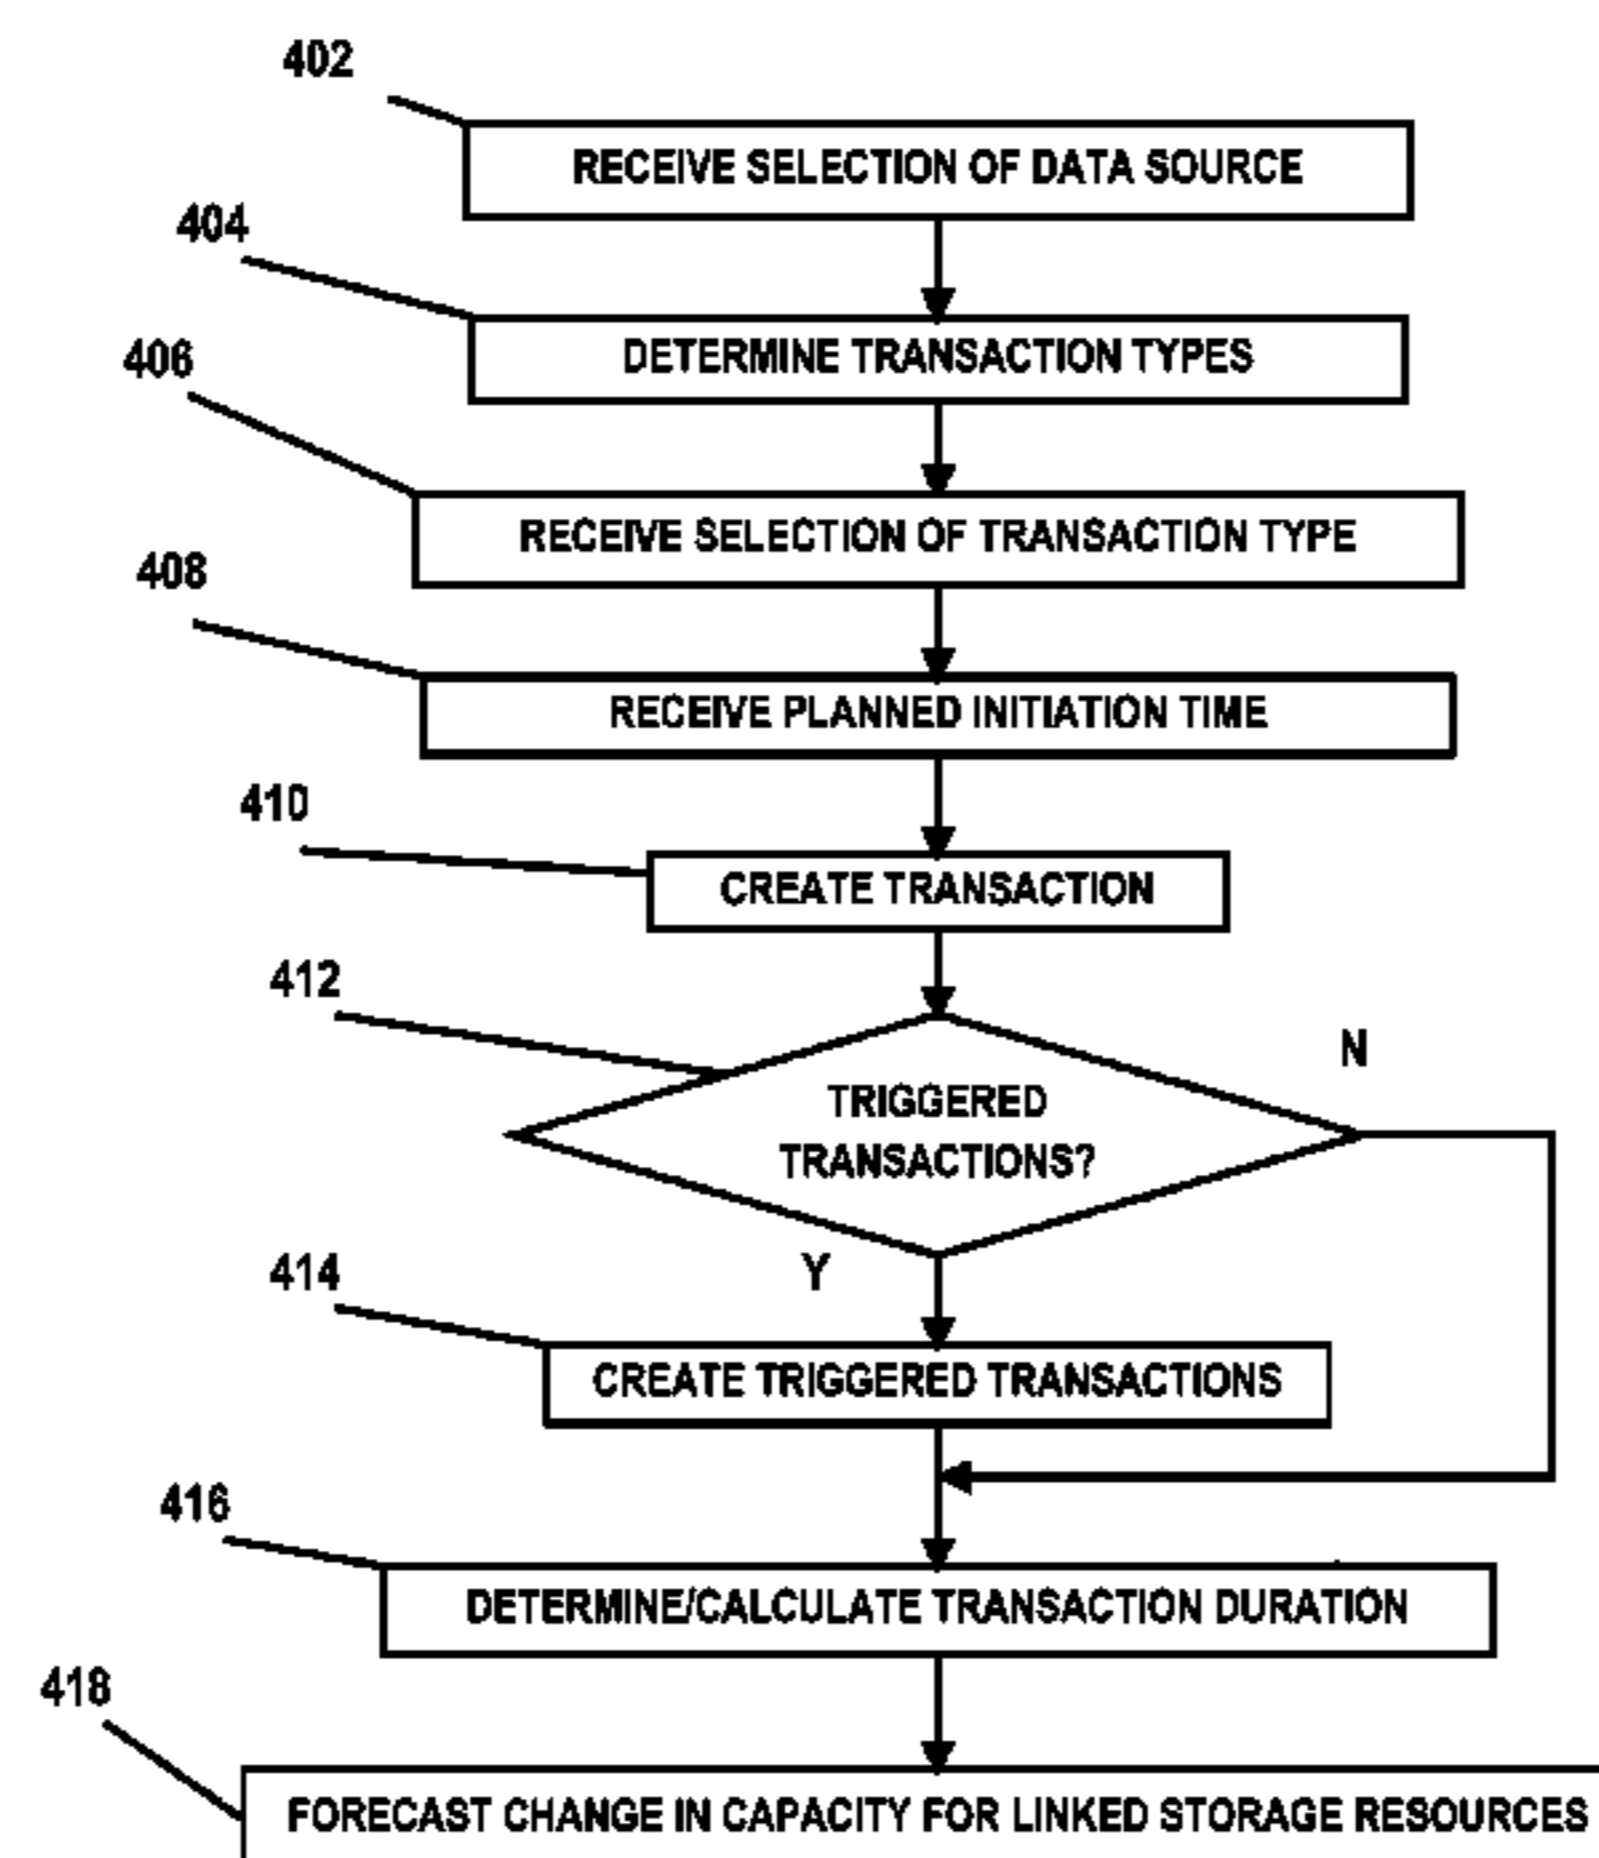 402
RECEIVE SELECTION OF DATA SOURCE
404
DETERMINE TRANSACTION TYPES
406
RECEIVE SELECTION OF TRANSACTION TYPE
408
RECEIVE PLANNED INITIATION TIME
410
CREATE TRANSACTION
412
N
TRIGGERED
TRANSACTIONS?
Y
414
CREATE TRIGGERED TRANSACTIONS
416
DETERMINE/CALCULATE TRANSACTION DURATION
418
FORECAST CHANGE IN CAPACITY FOR LINKED STORAGE RESOURCES